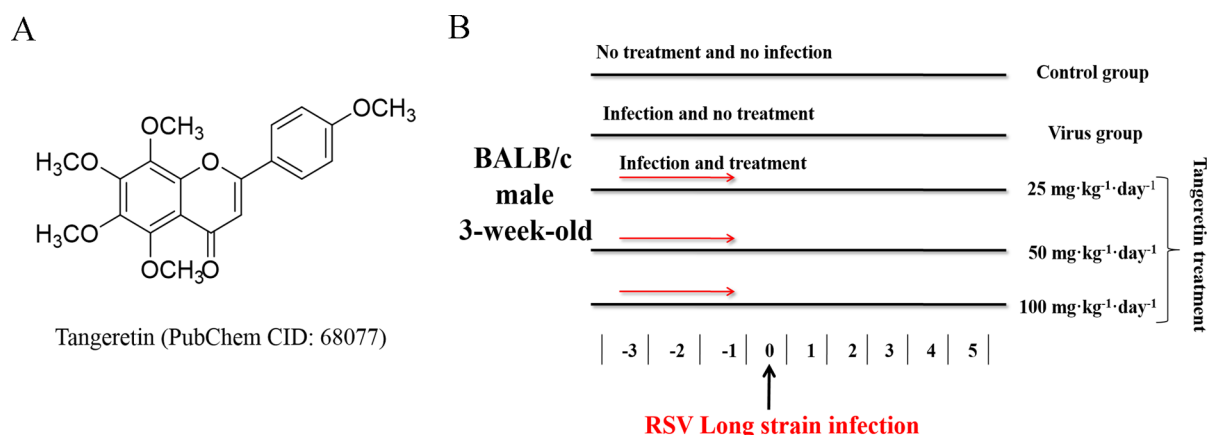 A
OCH₃
OCH₃
H₃CO
O
H₃CO
OCH₃
O
Tangeretin (PubChem CID: 68077)
B
No treatment and no infection
Control group
Infection and no treatment
Virus group
BALB/c
male
3-week-old
Infection and treatment
25 mg·kg⁻¹·day⁻¹
50 mg·kg⁻¹·day⁻¹
100 mg·kg⁻¹·day⁻¹
Tangeretin treatment
-3 -2 -1 0 1 2 3 4 5
RSV Long strain infection